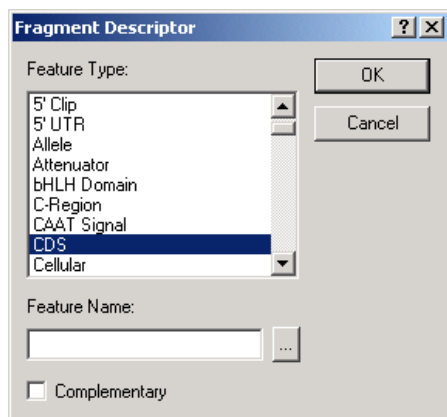 Fragment Descriptor
Feature Type:
OK
5' Clip
5' UTR
Allele
Cancel
Attenuator
bHLH Domain
C-Region
CAAT Signal
CDS
Cellular
Feature Name:
...
Complementary